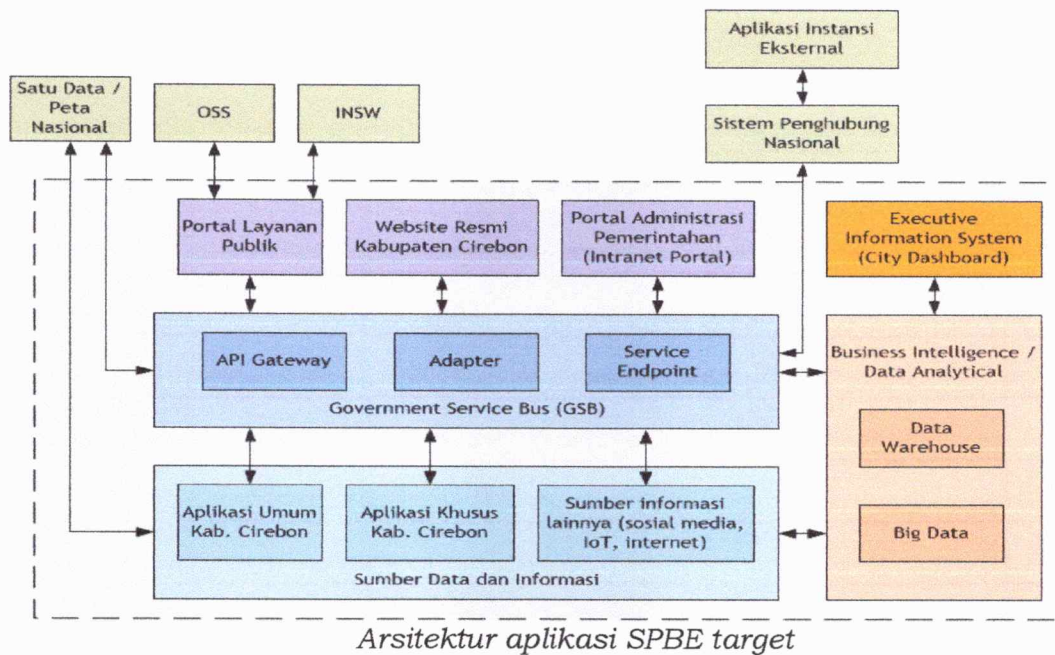 Aplikasi Instansi
Eksternal
Satu Data /
Peta
Nasional
OSS
INSW
Sistem Penghubung
Nasional
Portal Layanan
Publik
Website Resmi
Kabupaten Cirebon
Portal Administrasi
Pemerintahan
(Intranet Portal)
Executive
Information System
(City Dashboard)
API Gateway
Adapter
Service
Endpoint
Government Service Bus (GSB)
Business Intelligence /
Data Analytical
Data
Warehouse
Big Data
Aplikasi Umum
Kab. Cirebon
Aplikasi Khusus
Kab. Cirebon
Sumber informasi
lainnya (sosial media,
IoT, internet)
Sumber Data dan Informasi
Arsitektur aplikasi SPBE target